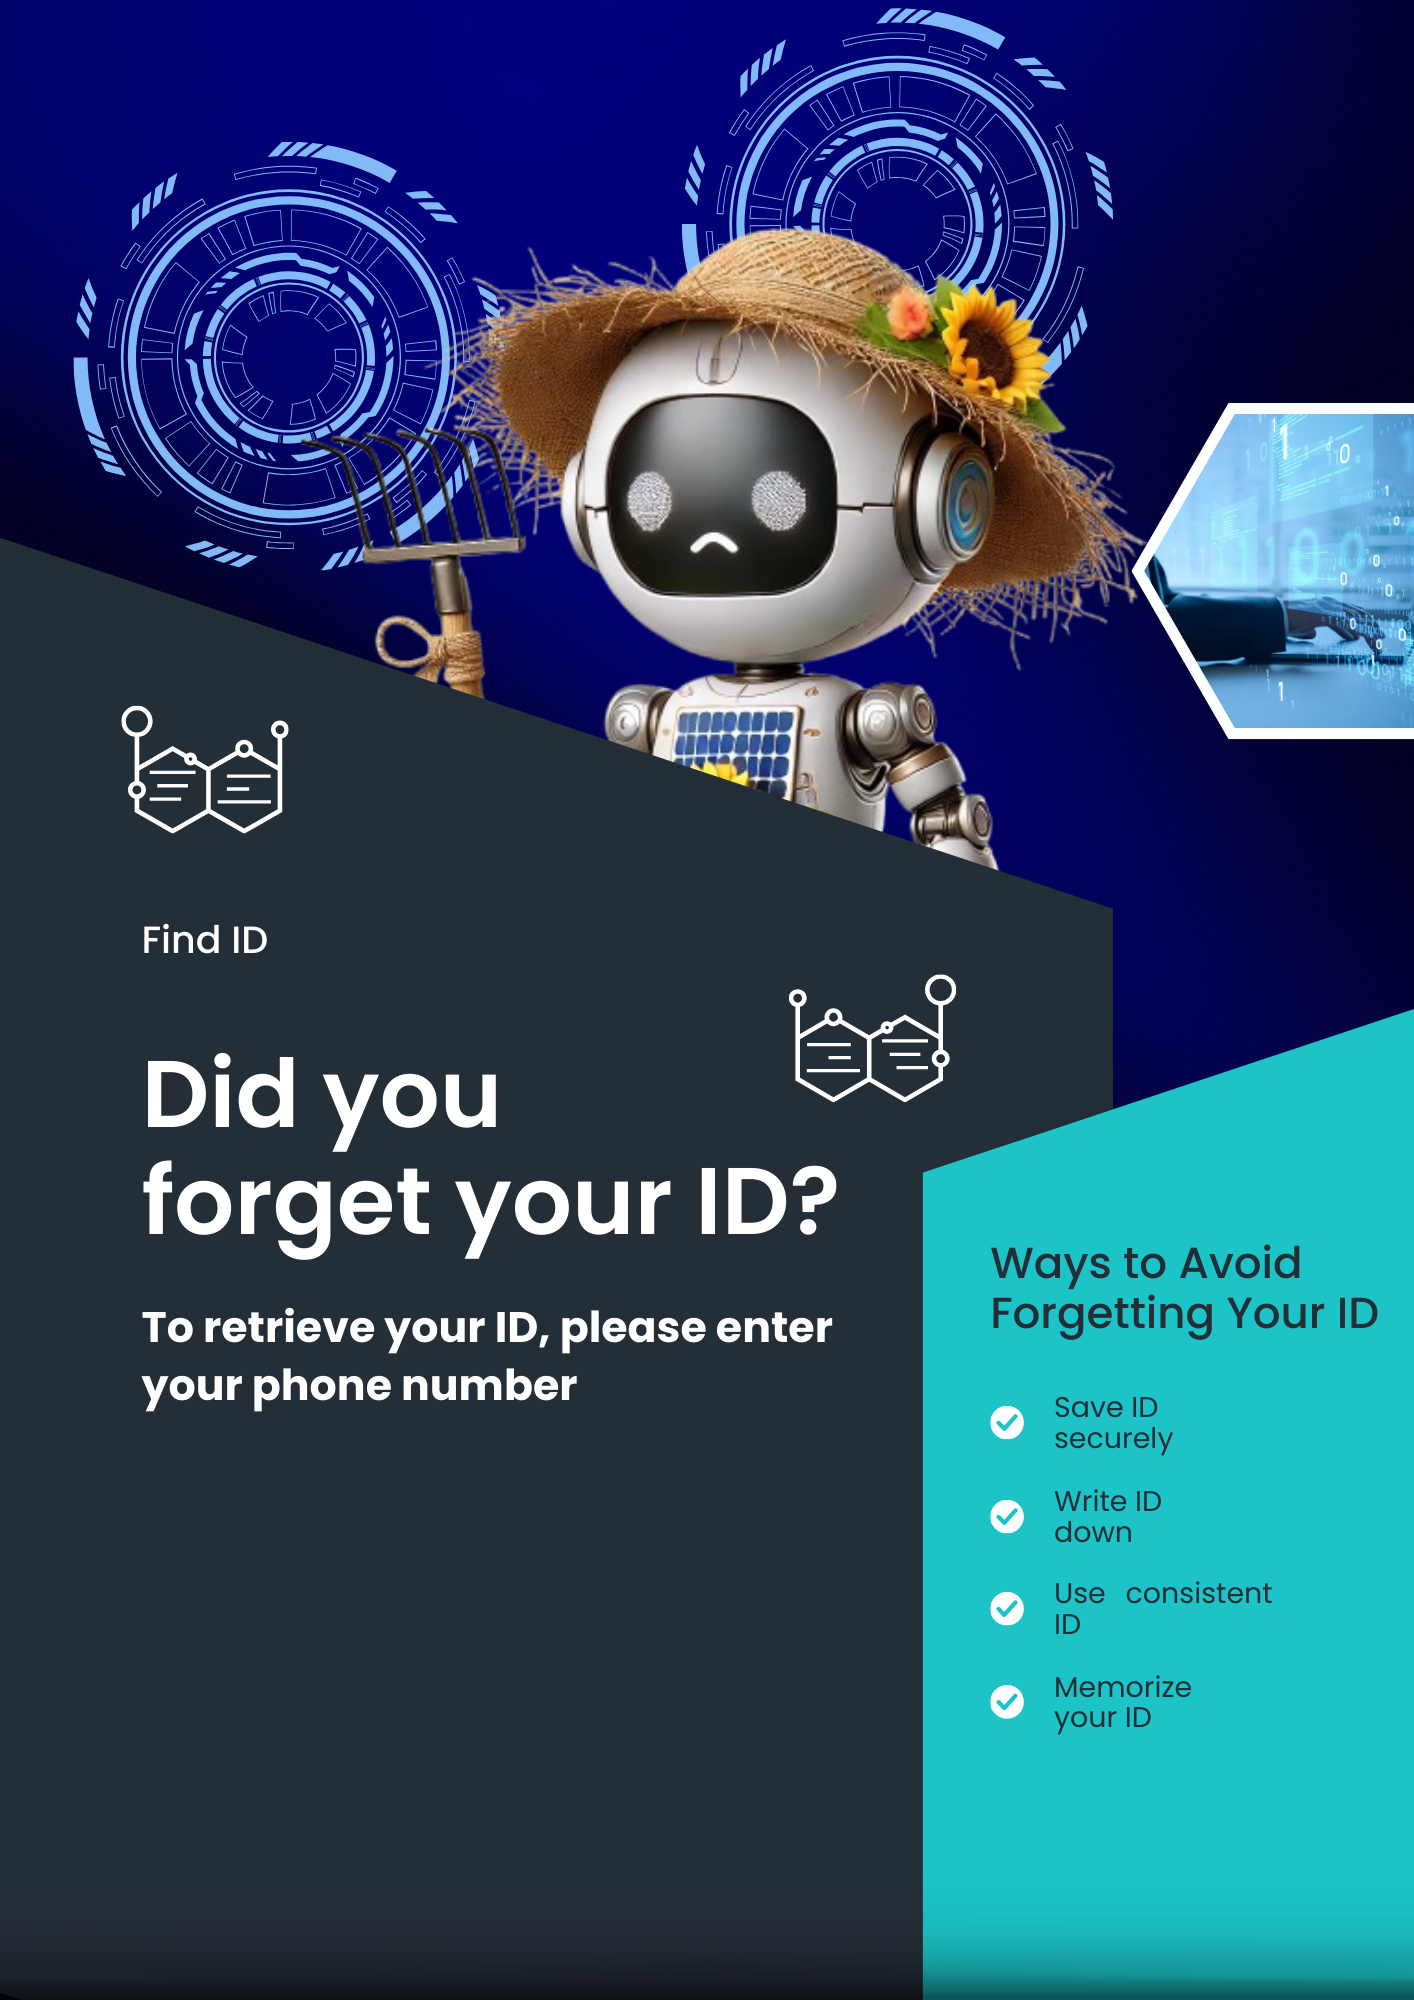 Find ID
Did you
forget your ID?
To retrieve your ID, please enter
your phone number
Ways to Avoid
Forgetting Your ID
Save ID
securely
Write ID
down
Use consistent
ID
Memorize
your ID